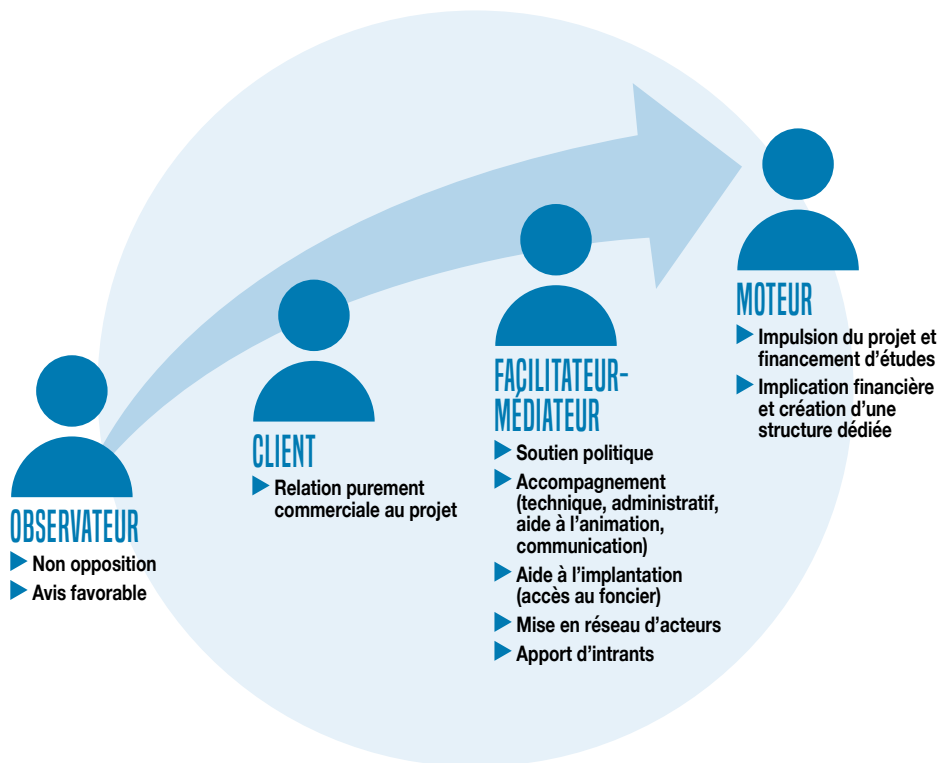 OBSERVATEUR
Non opposition
Avis favorable
CLIENT
Relation purement
commerciale au projet
FACILITATEUR-
MÉDIATEUR
Soutien politique
Accompagnement
(technique, administratif,
aide à l’animation,
communication)
Aide à l’implantation
(accès au foncier)
Mise en réseau d’acteurs
Apport d’intrants
MOTEUR
Impulsion du projet et
financement d’études
Implication financière
et création d’une
structure dédiée